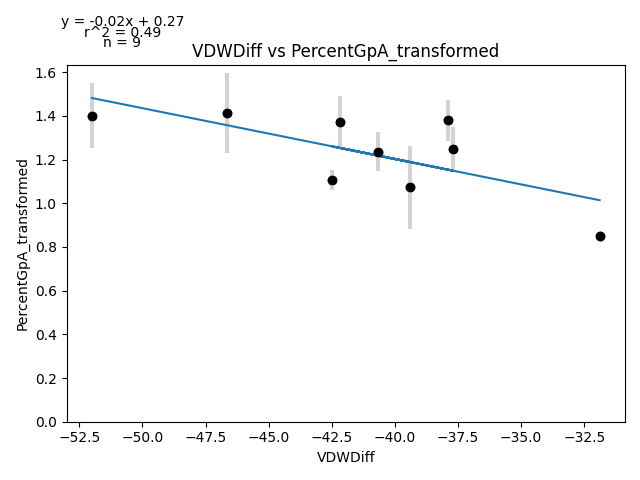 y = -0.02x + 0.27
r^2 = 0.49
n = 9
VDWDiff vs PercentGpA_transformed
PercentGpA_transformed
1.6
1.4
1.2
1.0
0.8
0.6
0.4
0.2
0.0
−52.5 −50.0 −47.5 −45.0 −42.5 −40.0 −37.5 −35.0 −32.5
VDWDiff